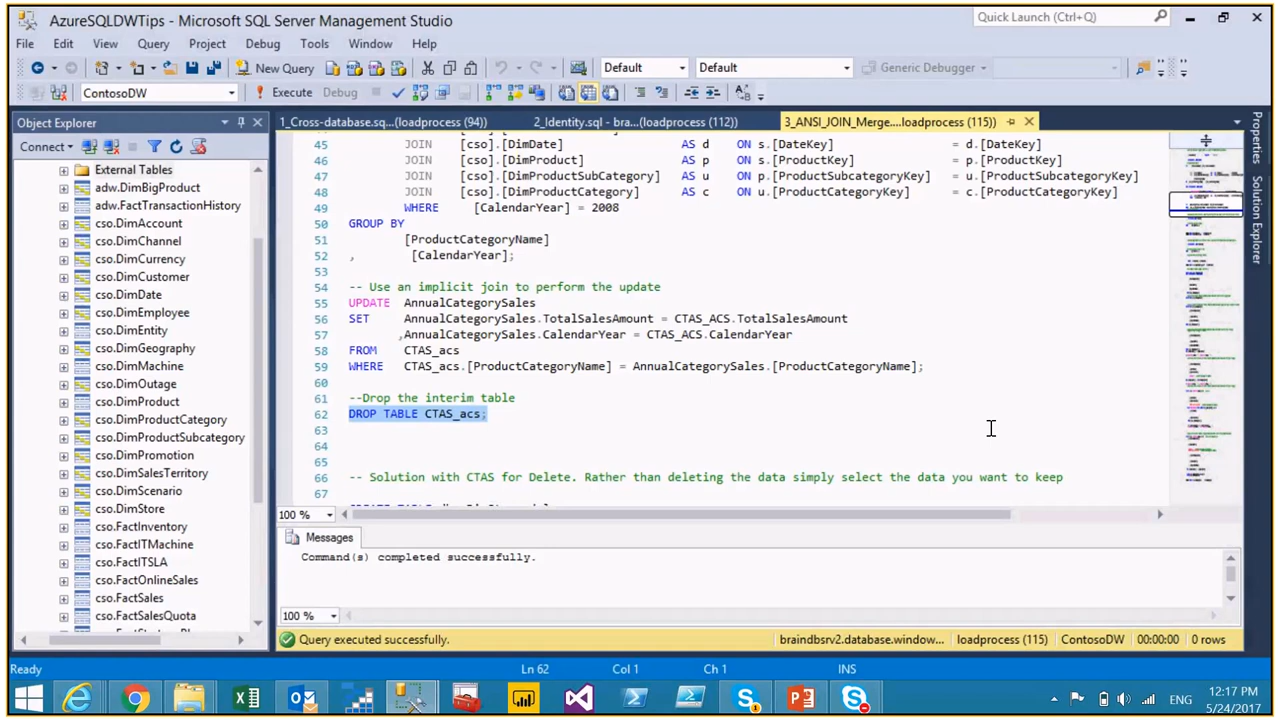 AzureSQLDWTips - Microsoft SQL Server Management Studio
Quick Launch (Ctrl+Q)
File Edit View Query Project Debug Tools Window Help
New Query Default Default Generic Debugger
ContosoDW Execute Debug
Object Explorer
Connect
External Tables
adw.DimBigProduct
adw.FactTransactionHistory
cso.DimAccount
cso.DimChannel
cso.DimCurrency
cso.DimCustomer
cso.DimDate
cso.DimEmployee
cso.DimEntity
cso.DimGeography
cso.DimMachine
cso.DimOutage
cso.DimProduct
cso.DimProductCategory
cso.DimProductSubcategory
cso.DimPromotion
cso.DimSalesTerritory
cso.DimScenario
cso.DimStore
cso.FactInventory
cso.FactITMachine
cso.FactITSLA
cso.FactOnlineSales
cso.FactSales
cso.FactSalesQuota
1_Cross-database.sq...(loadprocess (94)) 2_Identity.sql - bra...(loadprocess (112)) 3_ANSI_JOIN_Merge....loadprocess (115))
45 JOIN [cso].[DimDate] AS d ON s.[DateKey] = d.[DateKey]
46 JOIN [cso].[DimProduct] AS p ON s.[ProductKey] = p.[ProductKey]
47 JOIN [cso].[DimProductSubCategory] AS u ON p.[ProductSubcategoryKey] = u.[ProductSubcategoryKey]
48 JOIN [cso].[DimProductCategory] AS c ON u.[ProductCategoryKey] = c.[ProductCategoryKey]
49 WHERE [CalendarYear] = 2008
50 GROUP BY
51 [ProductCategoryName]
52 , [CalendarYear];
53
54 -- Use an implicit join to perform the update
55 UPDATE AnnualCategorySales
56 SET AnnualCategorySales.TotalSalesAmount = CTAS_ACS.TotalSalesAmount
57 ,AnnualCategorySales.CalendarYear = CTAS_ACS.CalendarYear
58 FROM CTAS_acs
59 WHERE CTAS_acs.[ProductCategoryName] = AnnualCategorySales.[ProductCategoryName];
60
61 --Drop the interim table
62 DROP TABLE CTAS_acs;
63
64
65
66 -- Solution with CTAS for Delete. Rather than deleting the data simply select the data you want to keep
67
100 %
Messages
Command(s) completed successfully.
100 %
Query executed successfully. braindbsrv2.database.window... loadprocess (115) ContosoDW 00:00:00 0 rows
Properties
Solution Explorer
Ready Ln 62 Col 1 Ch 1 INS
ENG 12:17 PM
5/24/2017